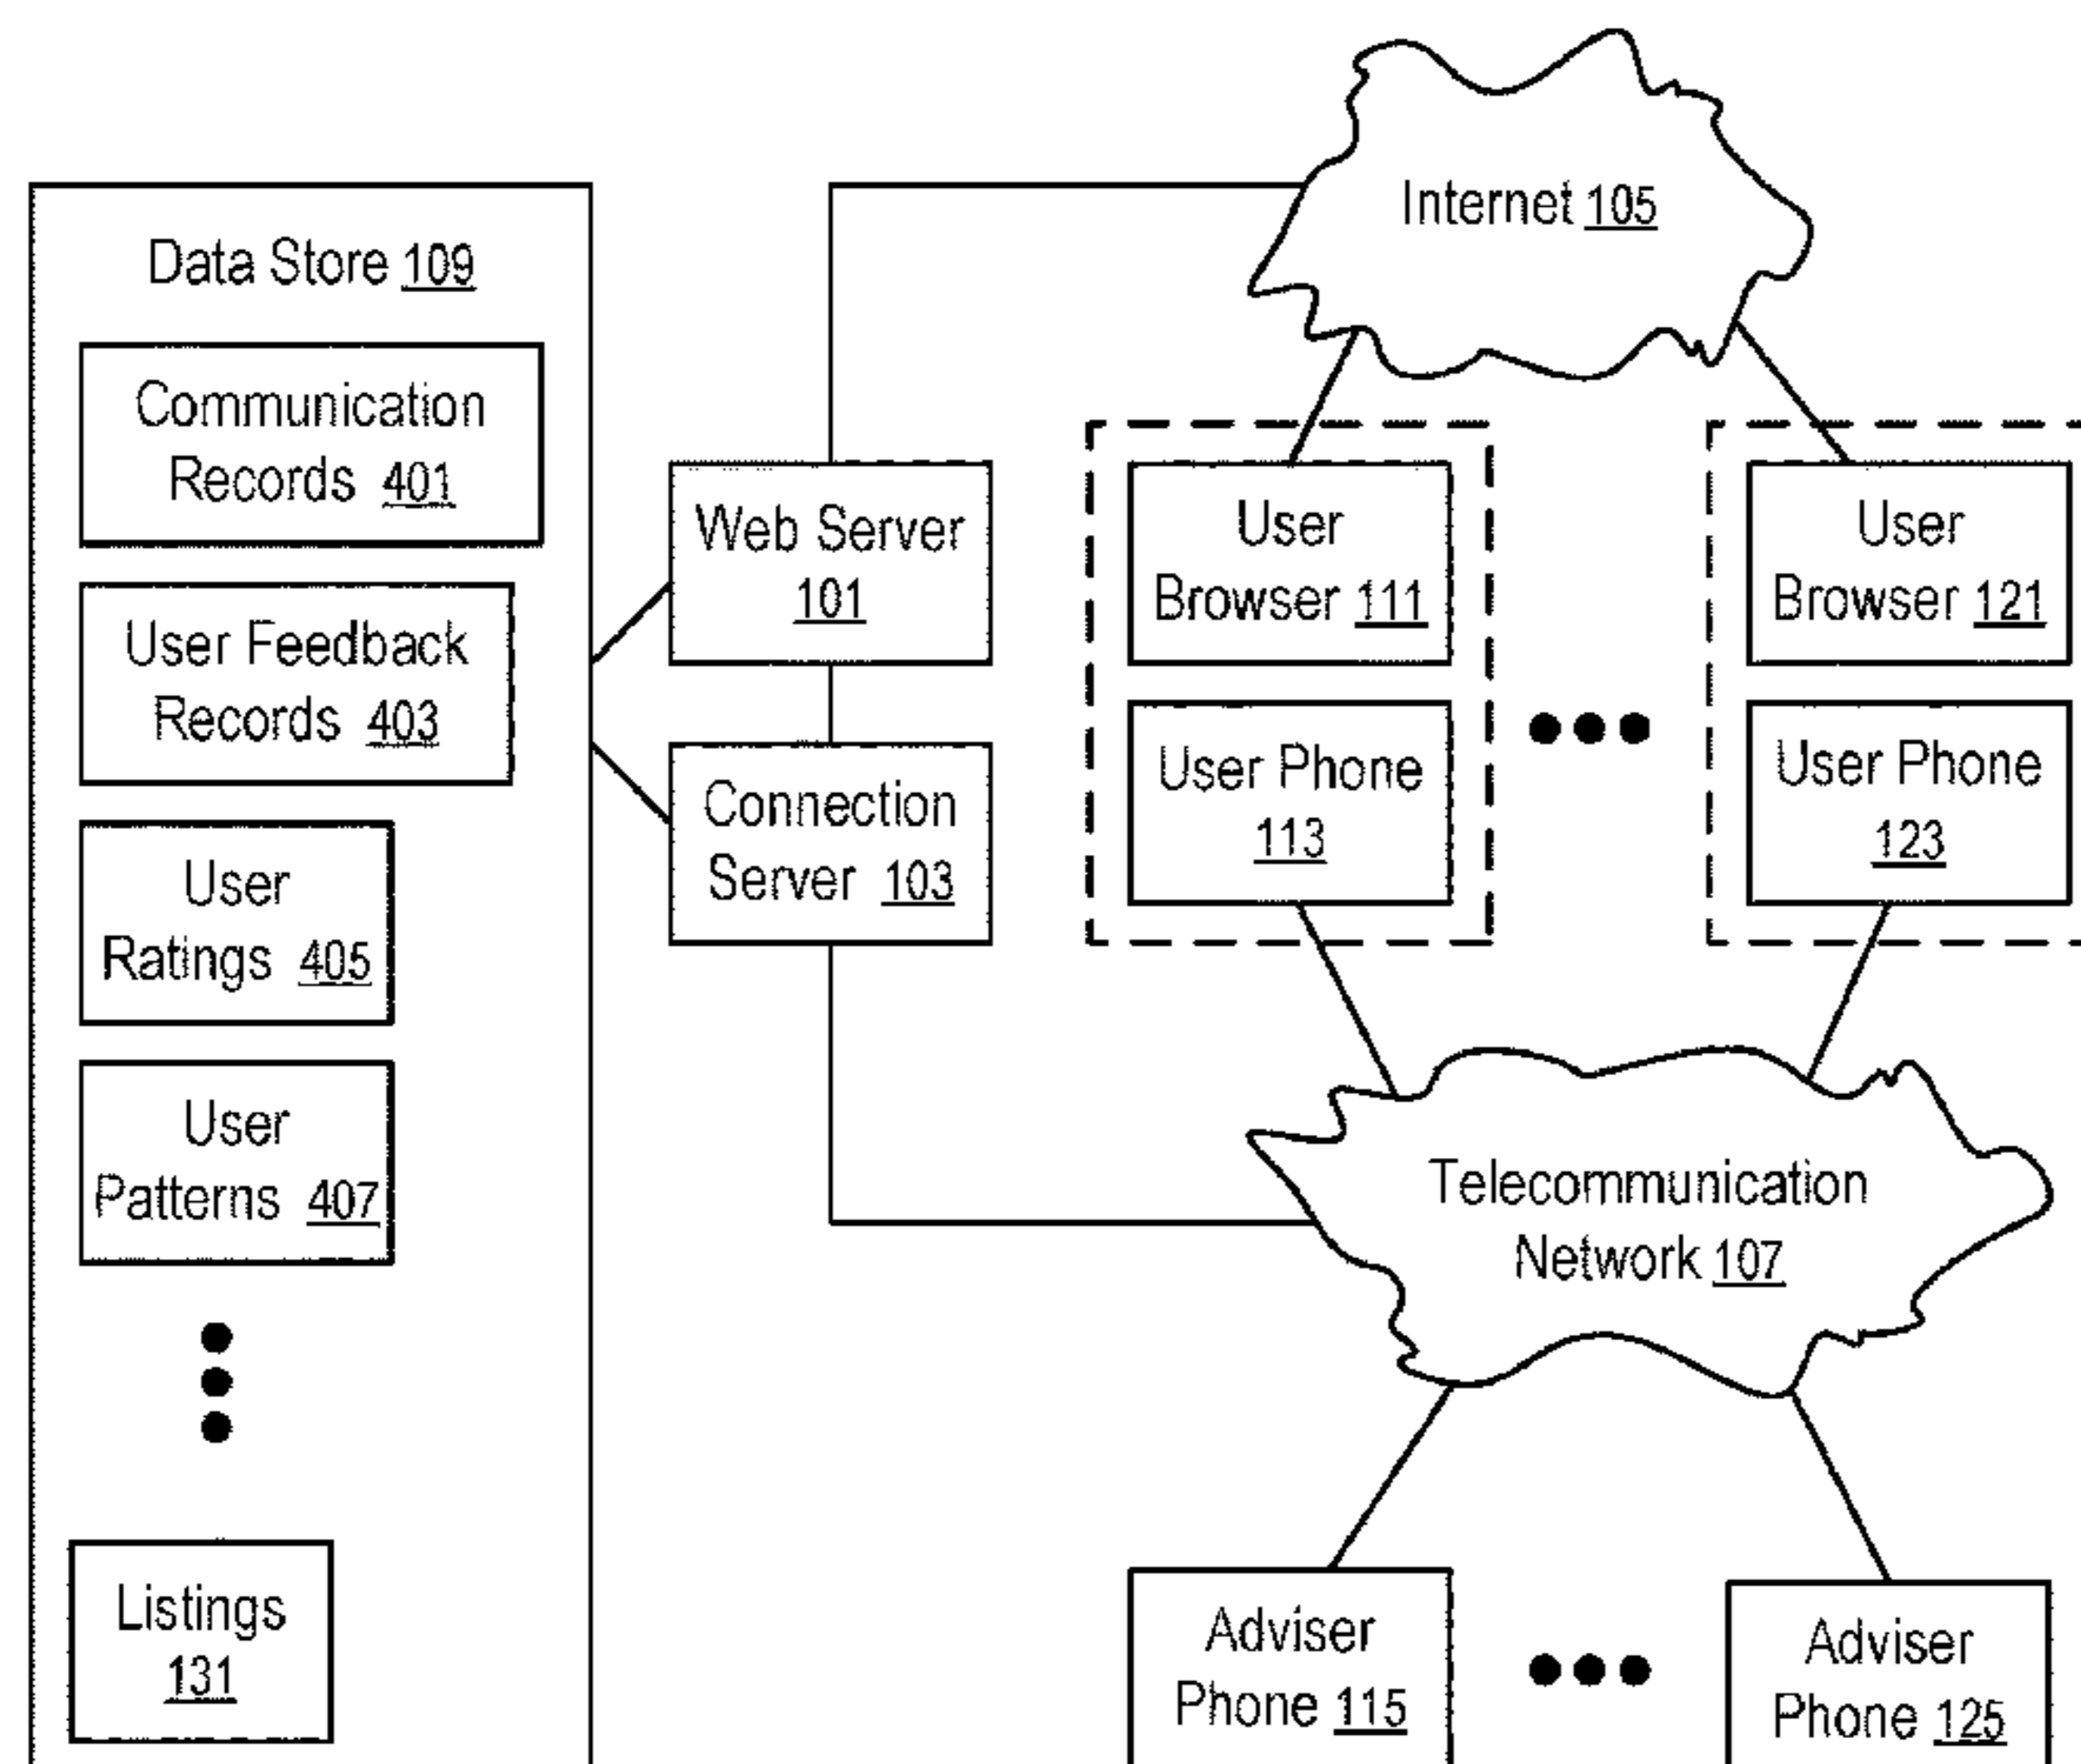 Internet 105
Data Store 109
Communication
Records 401
User Feedback
Records 403
User
Ratings 405
User
Patterns 407
Listings
131
Web Server
101
Connection
Server 103
User
Browser 111
User Phone
113
User
Browser 121
User Phone
123
Telecommunication
Network 107
Adviser
Phone 115
Adviser
Phone 125